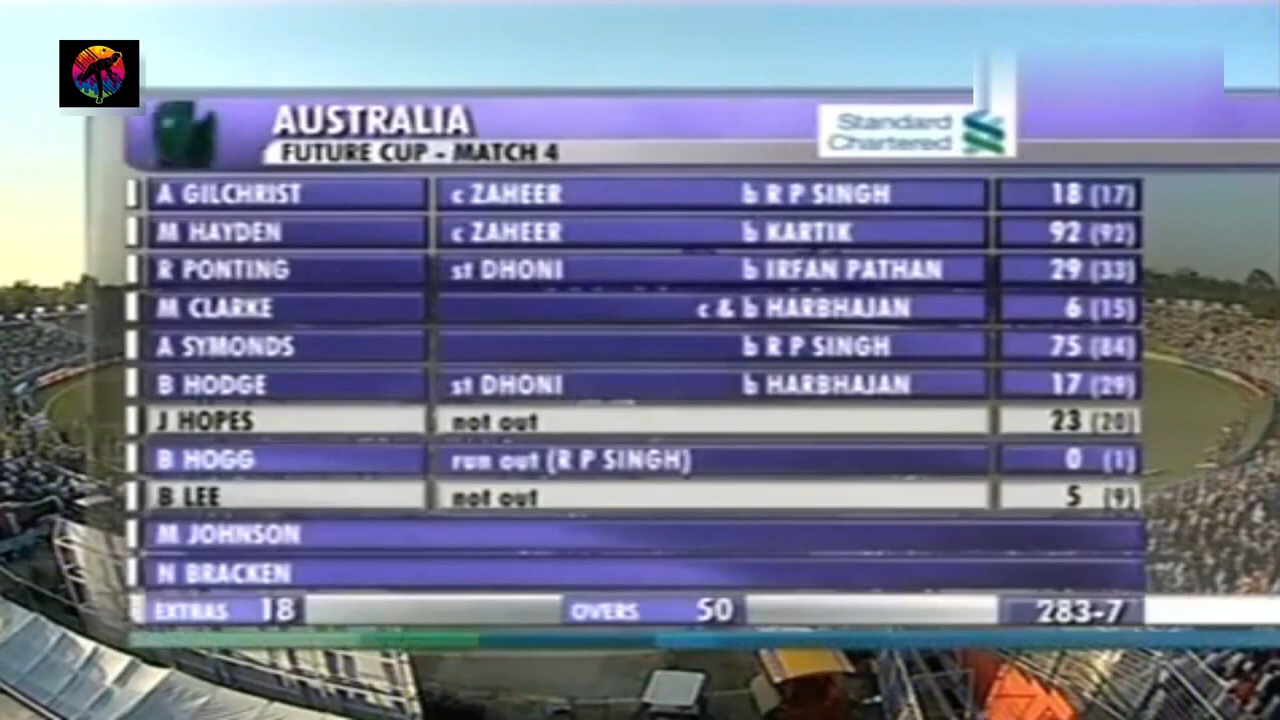 AUSTRALIA
FUTURE CUP - MATCH 4
Standard
Chartered
A GILCHRIST c ZAHEER b R P SINGH 18 (17)
M HAYDEN c ZAHEER b KARTIK 92 (92)
R PONTING st DHONI b IRFAN PATHAN 29 (33)
M CLARKE c & b HARBHAJAN 6 (15)
A SYMONDS b R P SINGH 75 (84)
B HODGE st DHONI b HARBHAJAN 17 (29)
J HOPES not out 23 (20)
B HOGG run out (R P SINGH) 0 (1)
B LEE not out 5 (9)
M JOHNSON
N BRACKEN
EXTRAS 18 OVERS 50 283-7